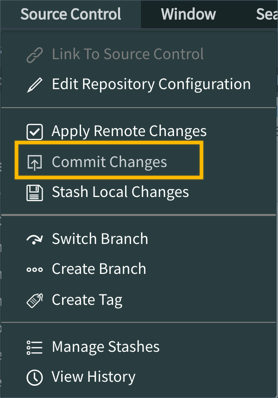 Source Control Window Sea
Link To Source Control
Edit Repository Configuration
Apply Remote Changes
Commit Changes
Stash Local Changes
Switch Branch
Create Branch
Create Tag
Manage Stashes
View History